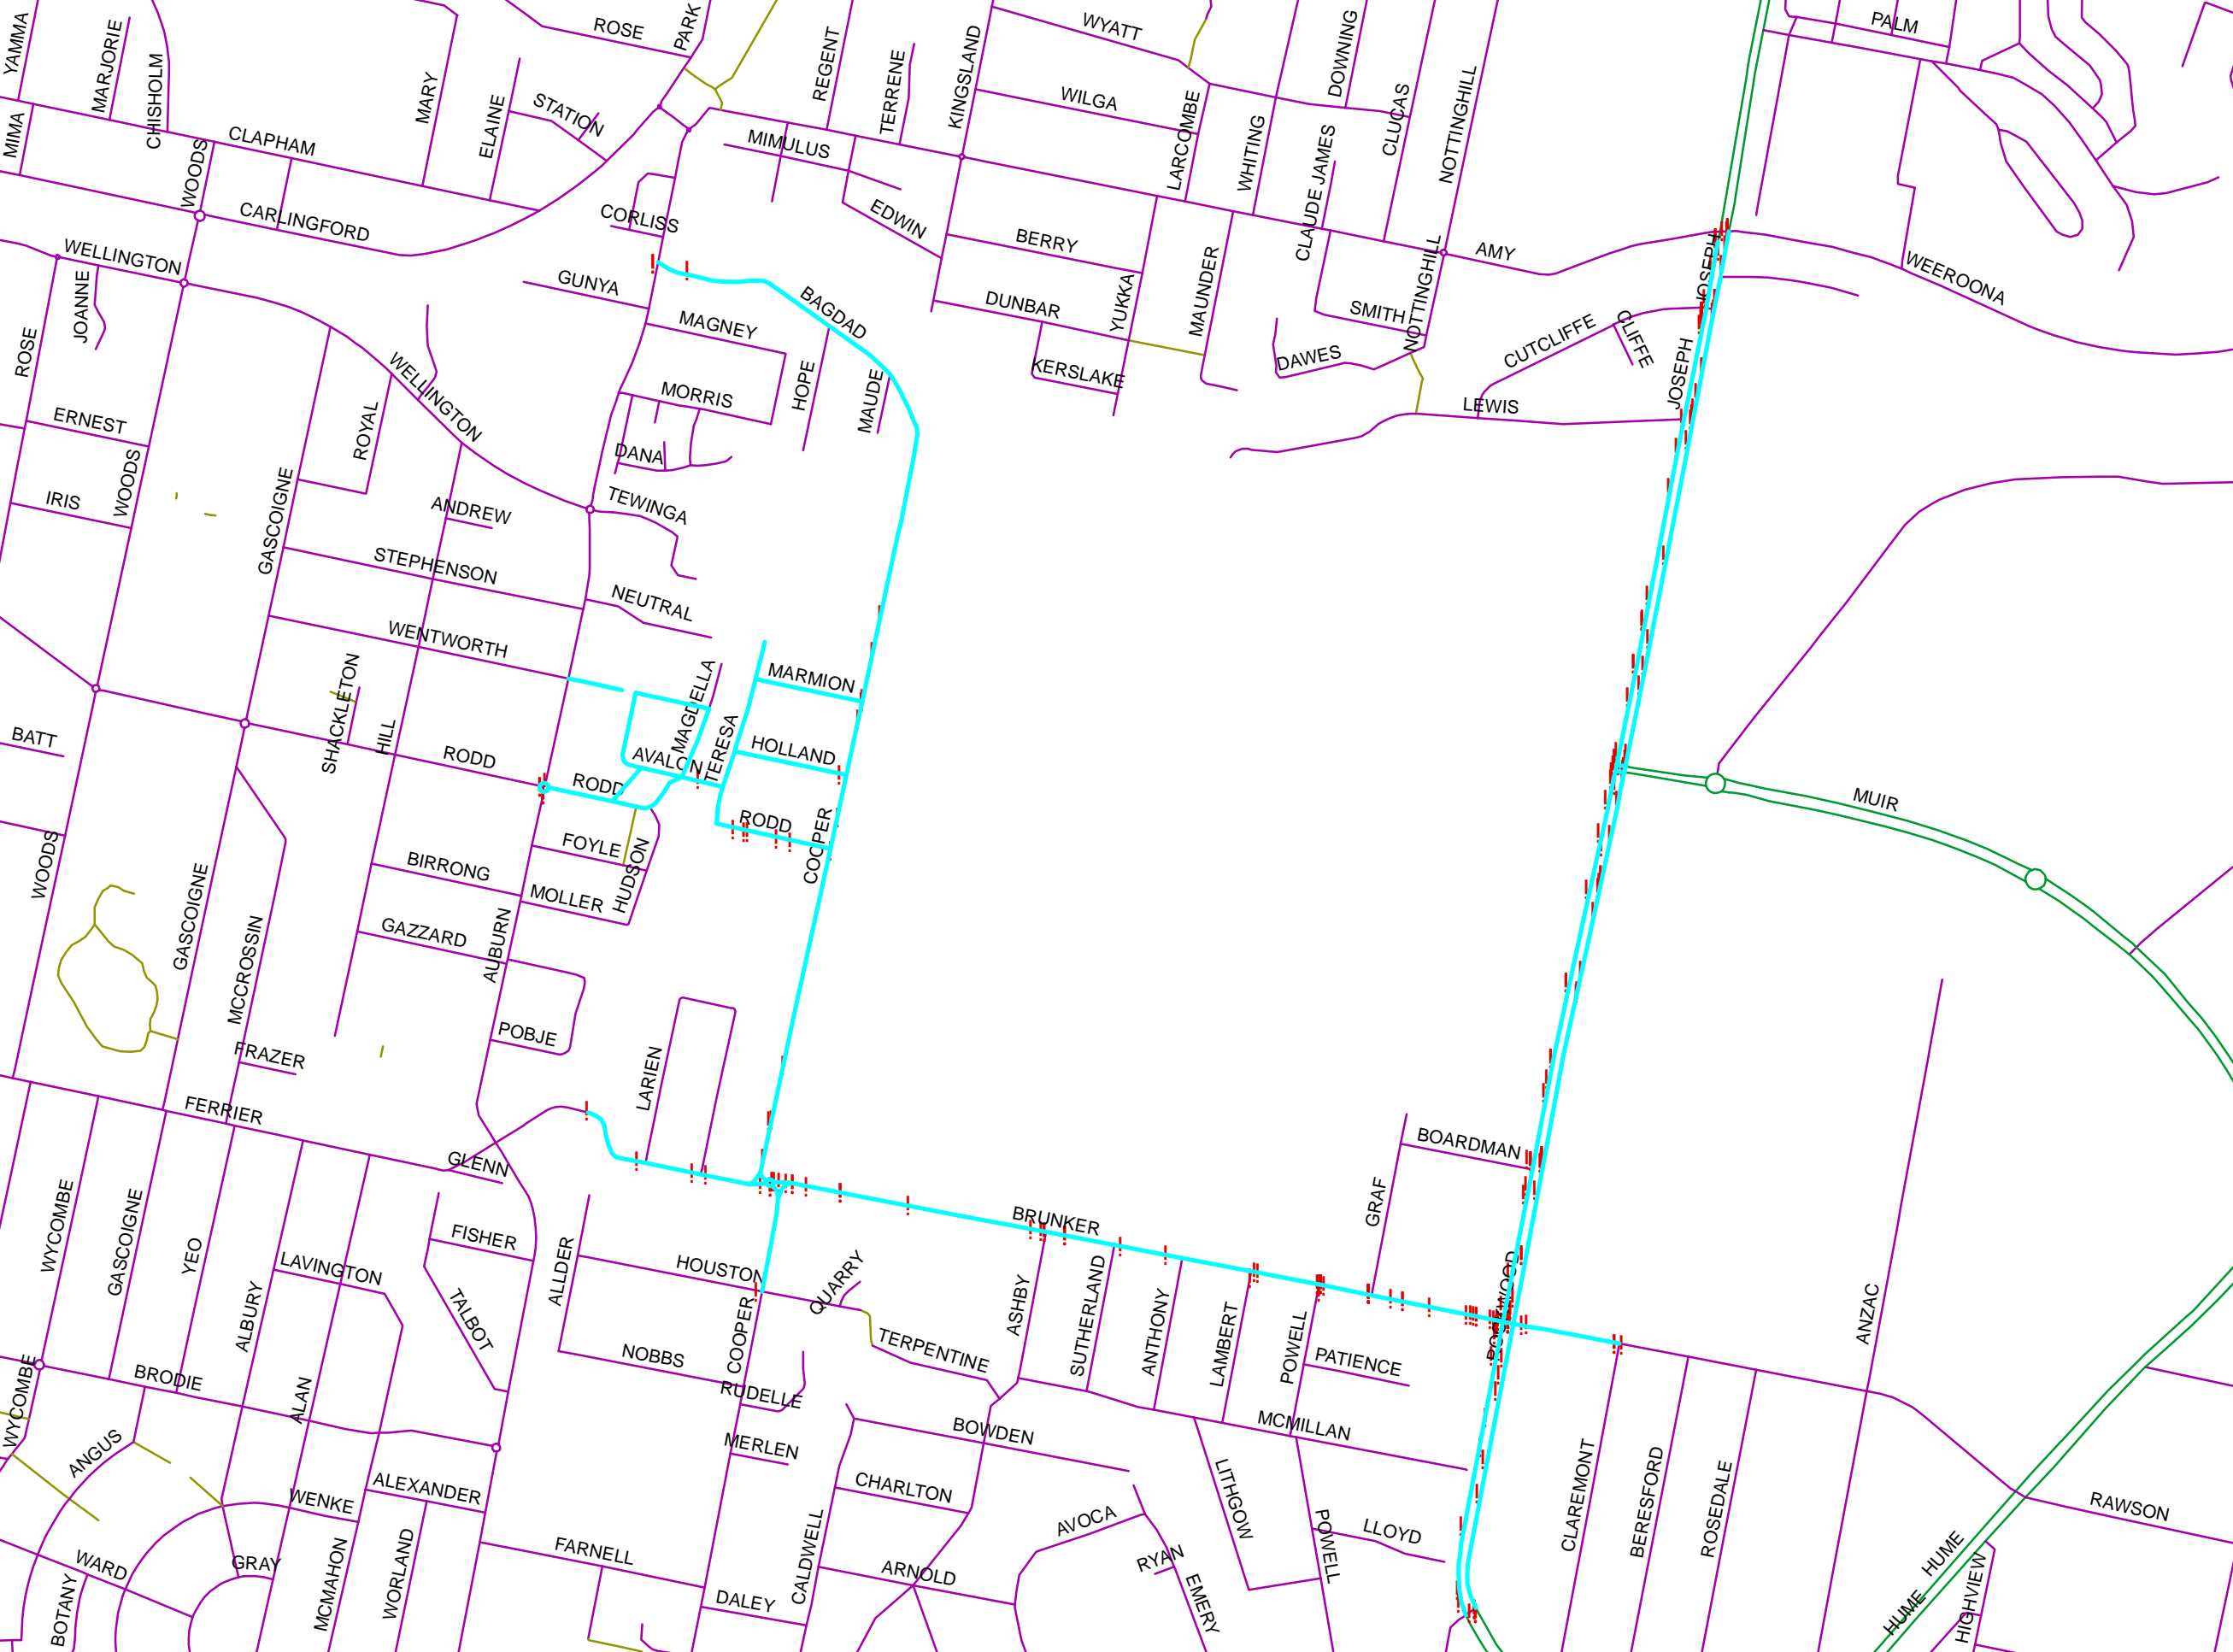 YAMMA
MARJORIE
CHISHOLM
MIMA
CLAPHAM
WOODS
MARY
ELAINE
STATION
ROSE
PARK
REGENT
TERRENE
KINGSLAND
WYATT
WILGA
LARCOMBE
WHITING
DOWNING
CLAUDE JAMES
CLUCAS
NOTTINGHILL
PALM
CARLINGFORD
WELLINGTON
MIMULUS
CORLISS
EDWIN
BERRY
AMY
JOSEPH
WEEROONA
JOANNE
ROSE
GUNYA
MAGNEY
BAGDAD
DUNBAR
YUKKA
MAUNDER
SMITH
NOTTINGHILL
CUTCLIFFE
CLIFFE
JOSEPH
DAWES
KERSLAKE
LEWIS
WELLINGTON
MORRIS
HOPE
MAUDE
ERNEST
ROYAL
DANA
WOODS
IRIS
GASCOIGNE
ANDREW
TEWINGA
STEPHENSON
NEUTRAL
WENTWORTH
SHACKLETON
HILL
MAGDELLA
MARMION
BATT
RODD
RODD
AVALON
TERESA
HOLLAND
RODD
COOPER
MUIR
WOODS
GASCOIGNE
MCCROSSIN
BIRRONG
FOYLE
HUDSON
MOLLER
GAZZARD
AUBURN
POBJE
FRAZER
LARIEN
FERRIER
GLENN
BOARDMAN
GRAF
WYCOMBE
GASCOIGNE
YEO
FISHER
ALLDER
BRUNKER
HOUSTON
QUARRY
LAVINGTON
ALBURY
TALBOT
COOPER
ASHBY
SUTHERLAND
ANTHONY
LAMBERT
POWELL
ANZAC
NOBBS
TERPENTINE
PATIENCE
WYCOMBE
BRODIE
ALAN
RUDELLE
MERLEN
BOWDEN
MCMILLAN
ANGUS
WENKE
ALEXANDER
CHARLTON
LITHGOW
POWELL
LLOYD
CLAREMONT
BERESFORD
ROSEDALE
RAWSON
AVOCA
WARD
GRAY
MCMAHON
WORLAND
FARNELL
CALDWELL
ARNOLD
RYAN
EMERY
DALEY
BOTANY
HUME
HUME
HIGHVIEW